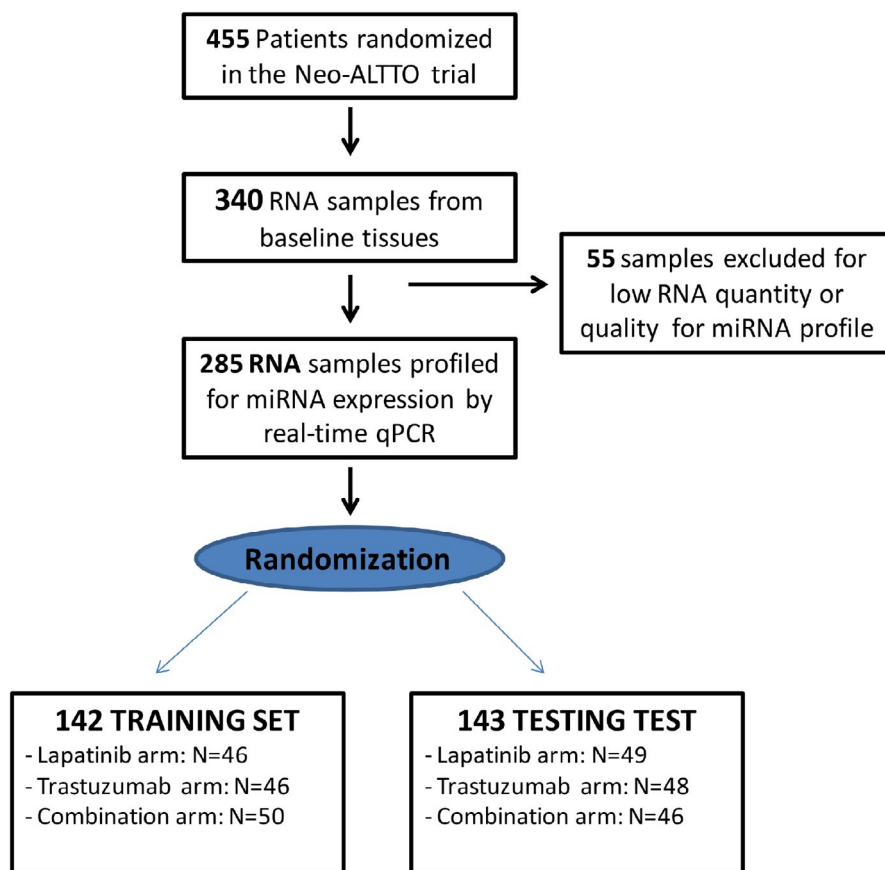 455 Patients randomized
in the Neo-ALTTO trial
340 RNA samples from
baseline tissues
55 samples excluded for
low RNA quantity or
quality for miRNA profile
285 RNA samples profiled
for miRNA expression by
real-time qPCR
Randomization
142 TRAINING SET
- Lapatinib arm: N=46
- Trastuzumab arm: N=46
- Combination arm: N=50
143 TESTING TEST
- Lapatinib arm: N=49
- Trastuzumab arm: N=48
- Combination arm: N=46